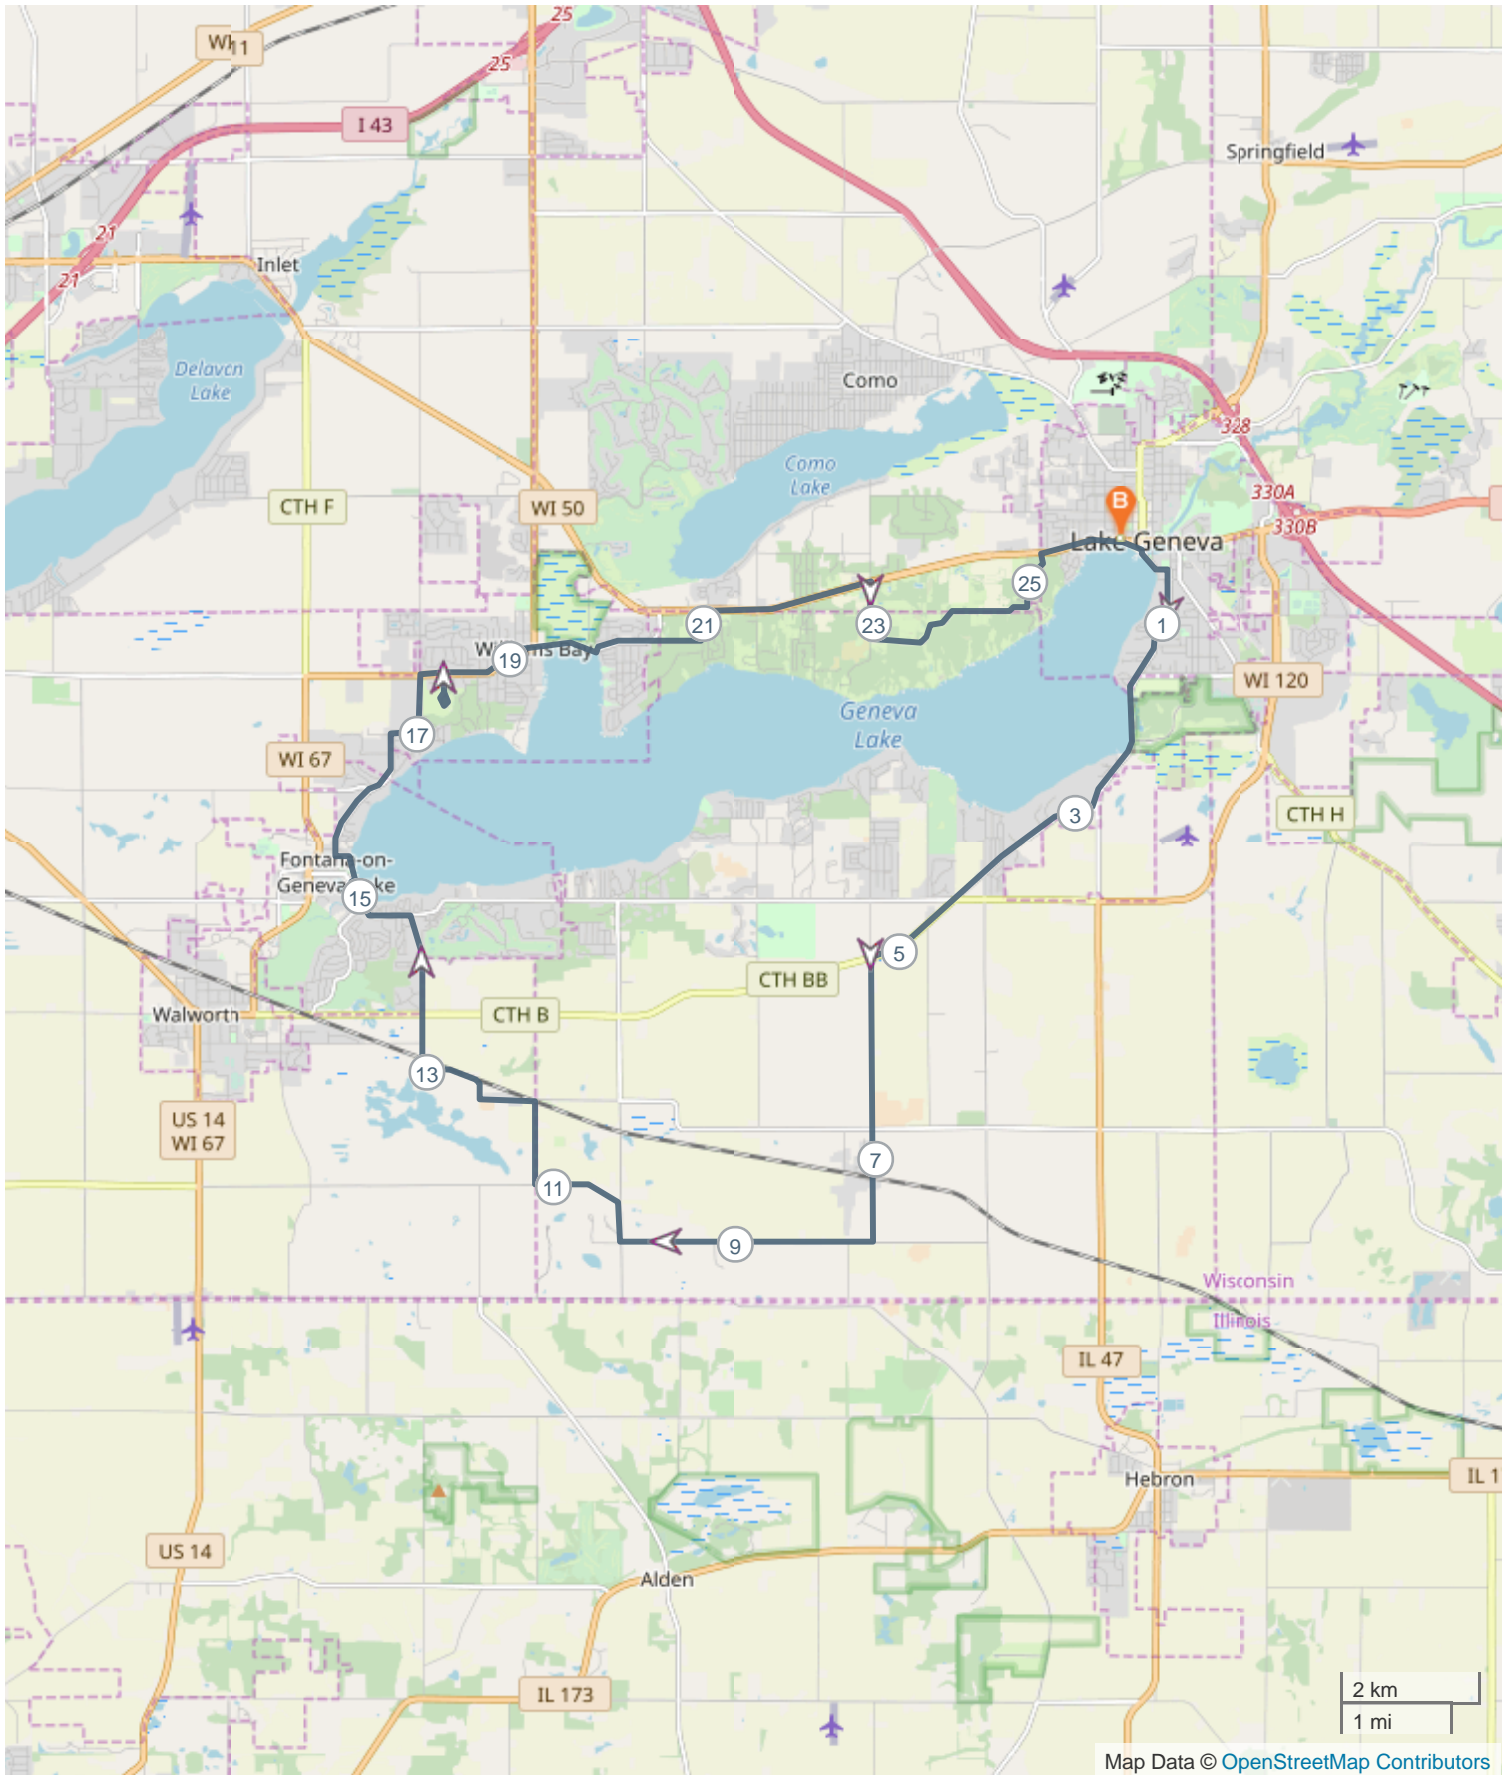 25
WI 11
25
I 43
Springfield
21
Inlet
21
Delavcn
Lake
Como
328
Como
Lake
330A
CTH F
WI 50
B
330B
Lake Geneva
25
21
23
1
19
WI 120
Geneva
Lake
17
WI 67
3
CTH H
Fontana-on-
15
5
CTH BB
Walworth
CTH B
13
US 14
WI 67
7
11
9
Wisconsin
Illinois
IL 47
Hebron
IL 1
US 14
Alden
IL 173
2 km
1 mi
Map Data © OpenStreetMap Contributors